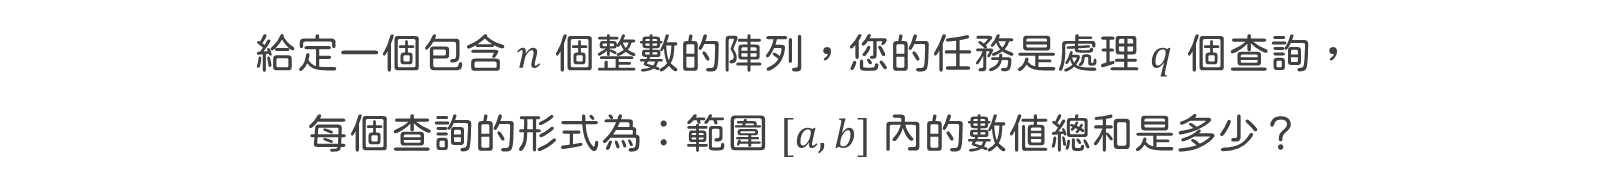 給定一個包含 n 個整數的陣列，您的任務是處理 q 個查詢，
每個查詢的形式為：範圍 [a, b] 內的數值總和是多少？